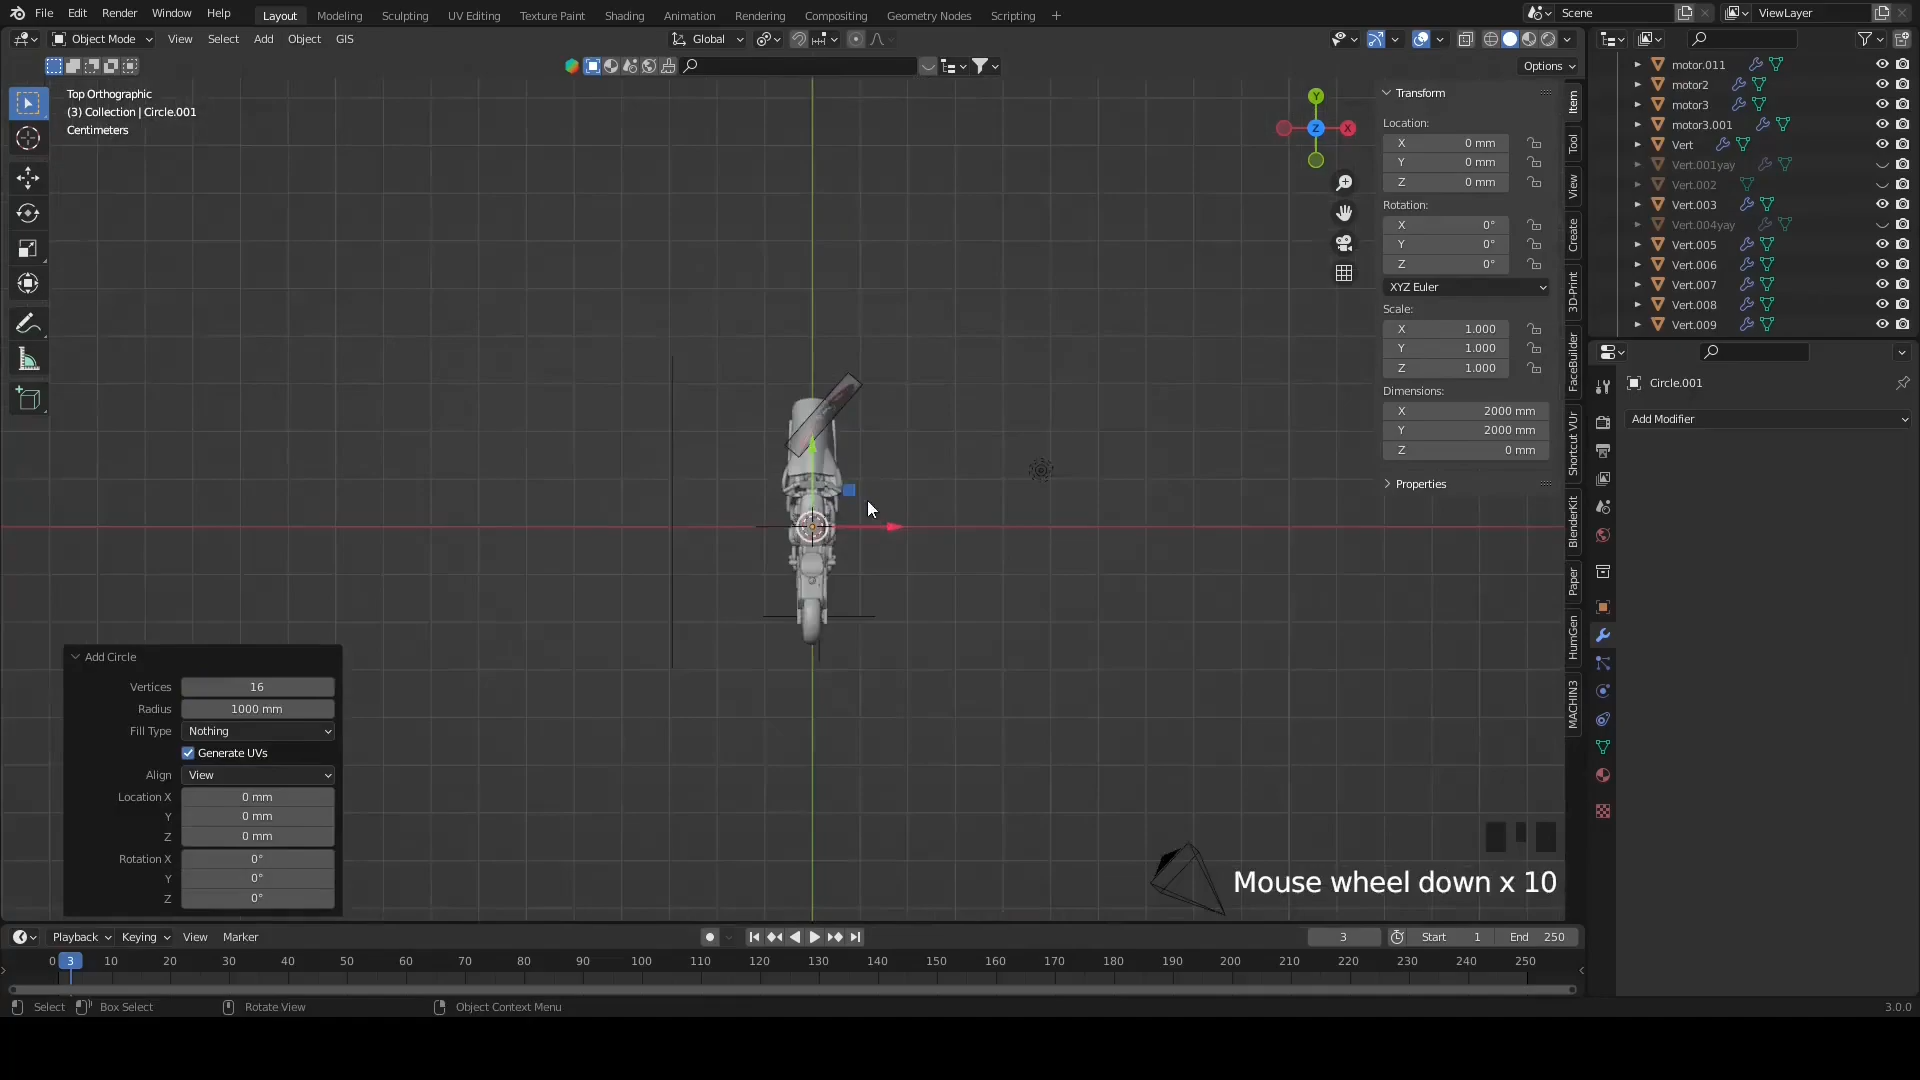 File Edit Render Window Help
Layout Modeling Sculpting UV Editing Texture Paint Shading Animation Rendering Compositing Geometry Nodes Scripting +
Scene
ViewLayer
Object Mode View Select Add Object GIS
Global
Options
Top Orthographic
(3) Collection | Circle.001
Centimeters
Y
X
Z
Transform
Location:
X 0 mm
Y 0 mm
Z 0 mm
Rotation:
X 0°
Y 0°
Z 0°
XYZ Euler
Scale:
X 1.000
Y 1.000
Z 1.000
Dimensions:
X 2000 mm
Y 2000 mm
Z 0 mm
Properties
Item
Tool
View
Create
3D-Print
FaceBuilder
Shortcut VUr
BlenderKit
Paper
HumGen
MACHIN3
motor.011
motor2
motor3
motor3.001
Vert
Vert.001yay
Vert.002
Vert.003
Vert.004yay
Vert.005
Vert.006
Vert.007
Vert.008
Vert.009
Circle.001
Add Modifier
Add Circle
Vertices 16
Radius 1000 mm
Fill Type Nothing
Generate UVs
Align View
Location X 0 mm
Y 0 mm
Z 0 mm
Rotation X 0°
Y 0°
Z 0°
Mouse wheel down x 10
Playback Keying View Marker
3
Start 1
End 250
0 3 10 20 30 40 50 60 70 80 90 100 110 120 130 140 150 160 170 180 190 200 210 220 230 240 250
Select Box Select Rotate View Object Context Menu
3.0.0